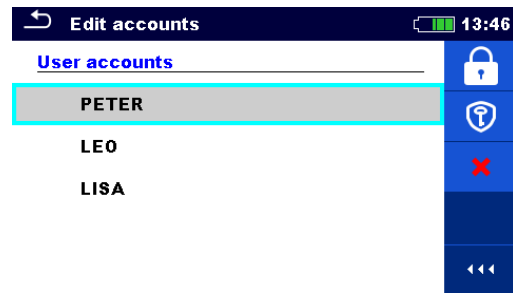 Edit accounts 13:46
User accounts
PETER
LEO
LISA